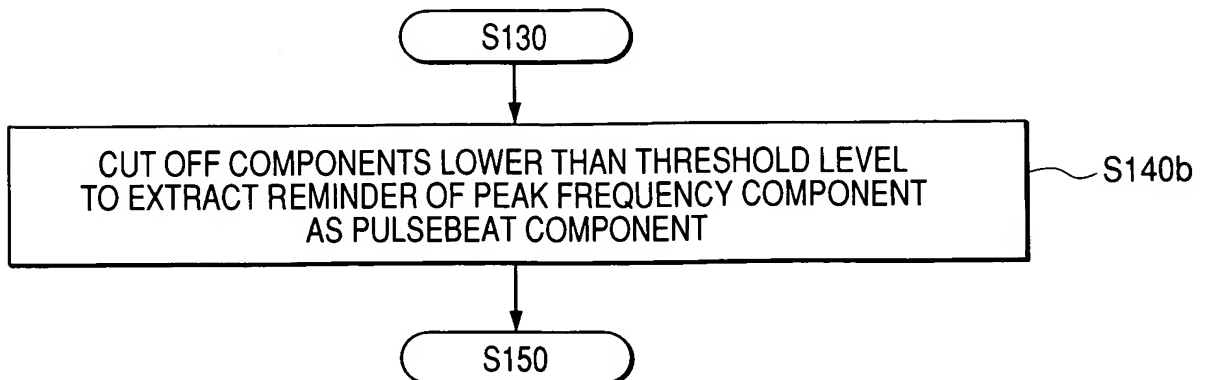 S130
CUT OFF COMPONENTS LOWER THAN THRESHOLD LEVEL
TO EXTRACT REMINDER OF PEAK FREQUENCY COMPONENT
AS PULSEBEAT COMPONENT
S140b
S150